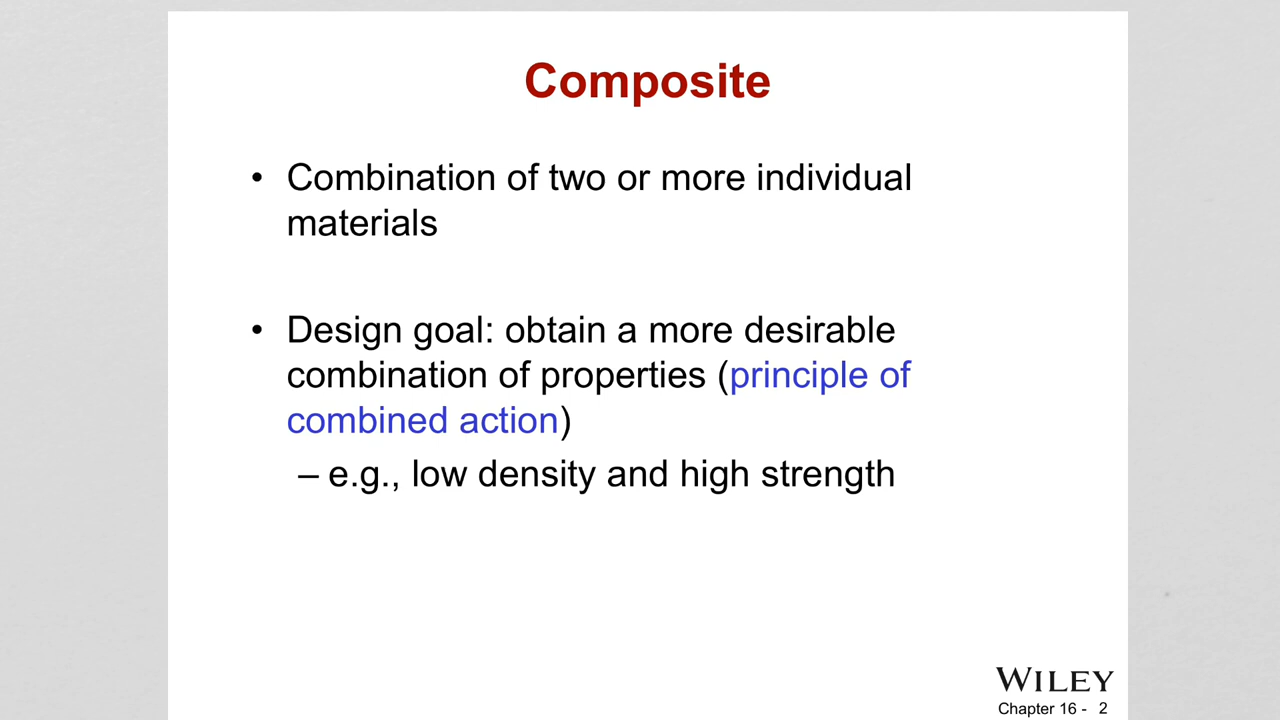 Composite
• Combination of two or more individual
materials
• Design goal: obtain a more desirable
combination of properties (principle of
combined action)
– e.g., low density and high strength
WILEY
Chapter 16 - 2